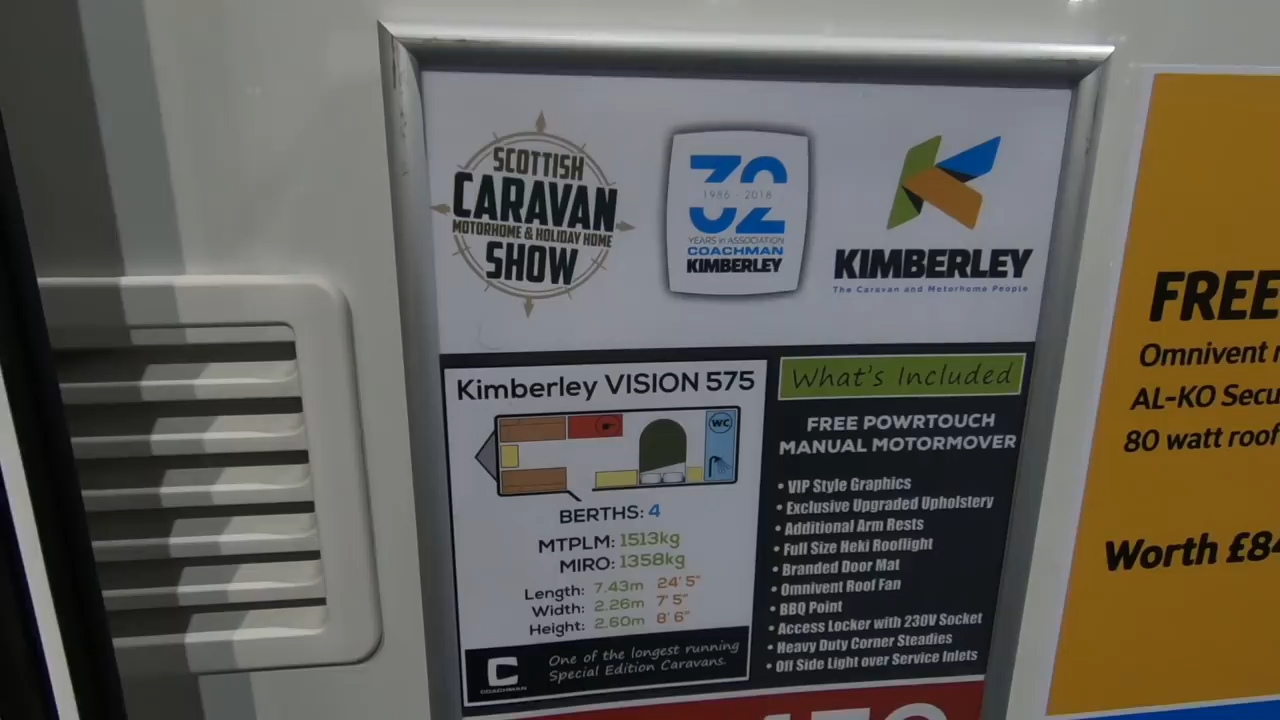 SCOTTISH
CARAVAN
MOTORHOME & HOLIDAY HOME
SHOW
32
1986 - 2018
YEARS in ASSOCIATION
COACHMAN
KIMBERLEY
KIMBERLEY
The Caravan and Motorhome People
Kimberley VISION 575
WC
BERTHS: 4
MTPLM: 1513kg
MIRO: 1358kg
Length: 7.43m 24' 5"
Width: 2.26m 7' 5"
Height: 2.60m 8' 6"
C
COACHMAN
One of the longest running
Special Edition Caravans.
What's Included
FREE POWRTOUCH
MANUAL MOTORMOVER
• VIP Style Graphics
• Exclusive Upgraded Upholstery
• Additional Arm Rests
• Full Size Heki Rooflight
• Branded Door Mat
• Omnivent Roof Fan
• BBQ Point
• Access Locker with 230V Socket
• Heavy Duty Corner Steadies
• Off Side Light over Service Inlets
FREE
Omnivent
AL-KO Secu
80 watt roof
Worth £84